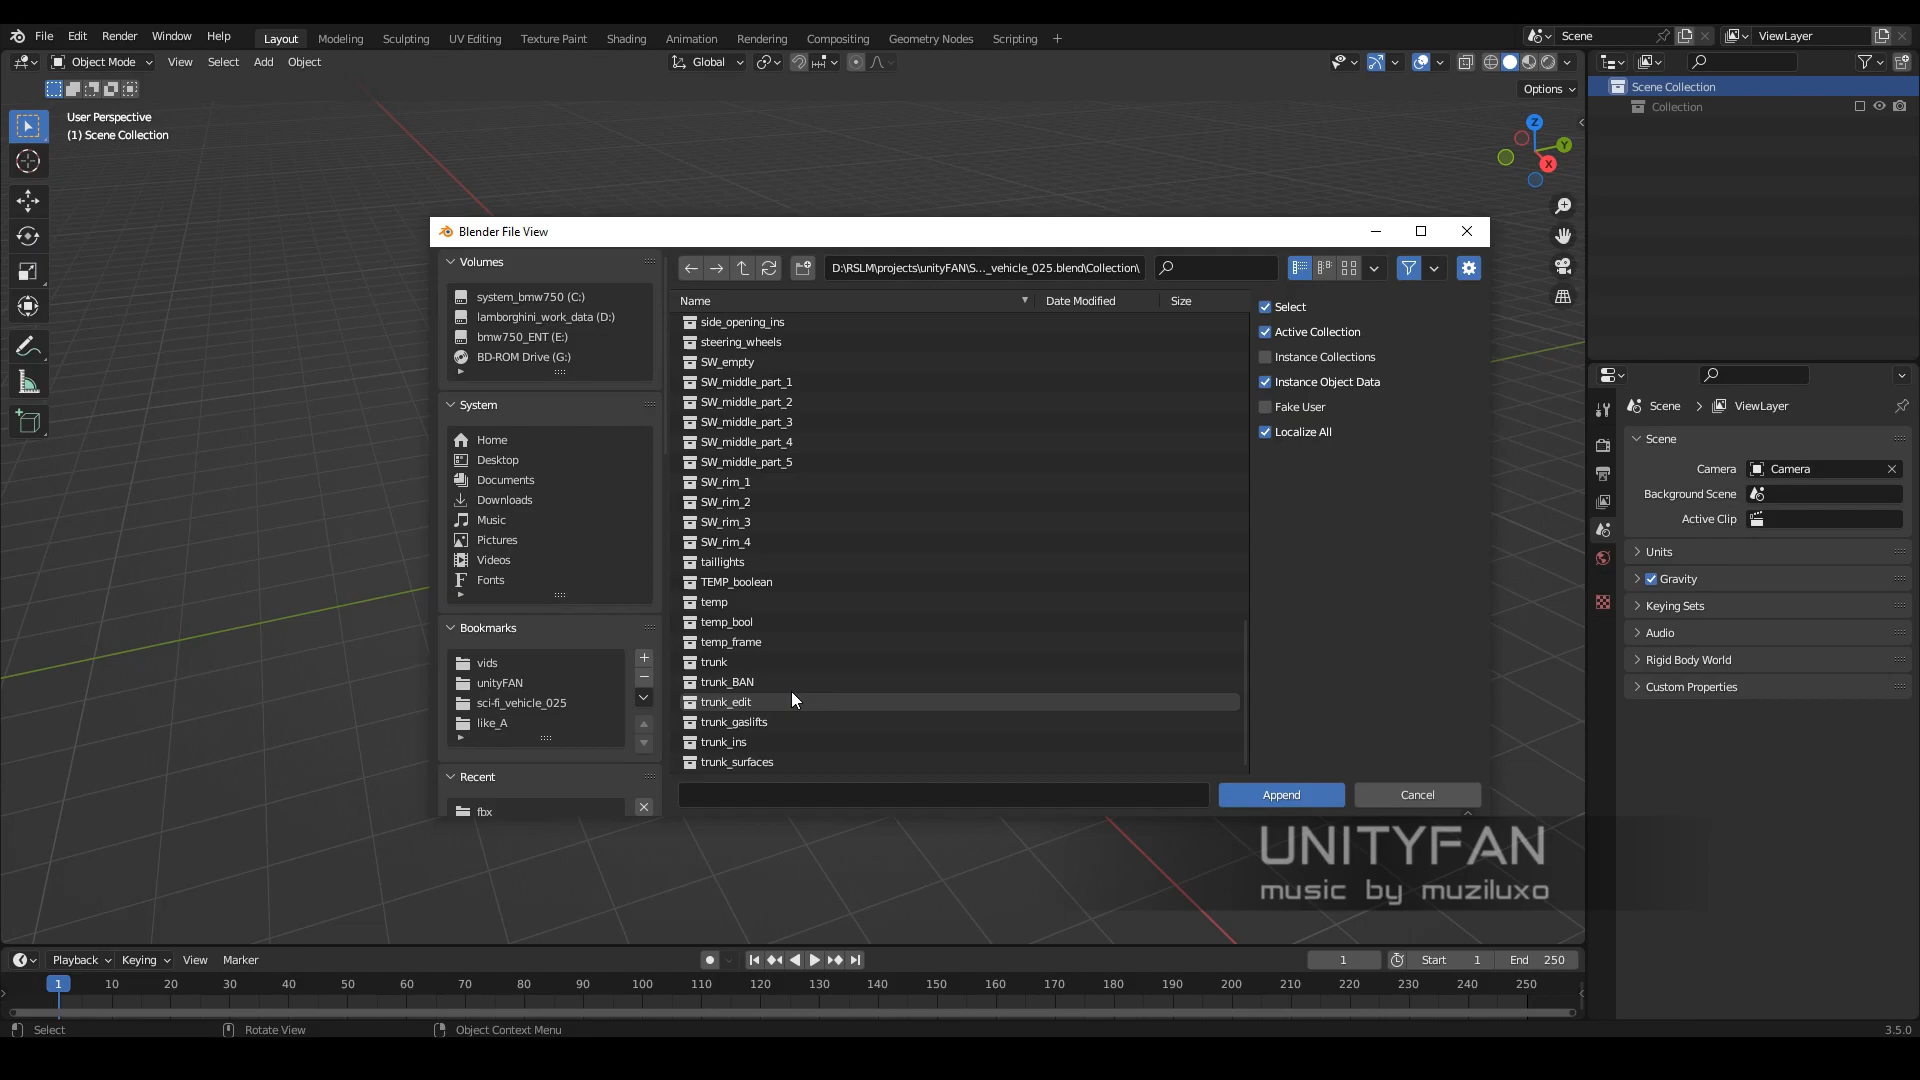 File Edit Render Window Help Layout Modeling Sculpting UV Editing Texture Paint Shading Animation Rendering Compositing Geometry Nodes Scripting + Scene ViewLayer
Object Mode View Select Add Object Global
Options
User Perspective
(1) Scene Collection
Scene Collection
Collection
Z
Y
X
Blender File View
Volumes
system_bmw750 (C:)
lamborghini_work_data (D:)
bmw750_ENT (E:)
BD-ROM Drive (G:)
System
Home
Desktop
Documents
Downloads
Music
Pictures
Videos
Fonts
Bookmarks
vids
unityFAN
sci-fi_vehicle_025
like_A
Recent
fbx
D:\RSLM\projects\unityFAN\S..._vehicle_025.blend\Collection\
Name Date Modified Size
side_opening_ins
steering_wheels
SW_empty
SW_middle_part_1
SW_middle_part_2
SW_middle_part_3
SW_middle_part_4
SW_middle_part_5
SW_rim_1
SW_rim_2
SW_rim_3
SW_rim_4
taillights
TEMP_boolean
temp
temp_bool
temp_frame
trunk
trunk_BAN
trunk_edit
trunk_gaslifts
trunk_ins
trunk_surfaces
Select
Active Collection
Instance Collections
Instance Object Data
Fake User
Localize All
Append Cancel
Scene > ViewLayer
Scene
Camera Camera
Background Scene
Active Clip
Units
Gravity
Keying Sets
Audio
Rigid Body World
Custom Properties
UNITYFAN
music by muziluxo
Playback Keying View Marker 1 Start 1 End 250
1 10 20 30 40 50 60 70 80 90 100 110 120 130 140 150 160 170 180 190 200 210 220 230 240 250
Select Rotate View Object Context Menu 3.5.0